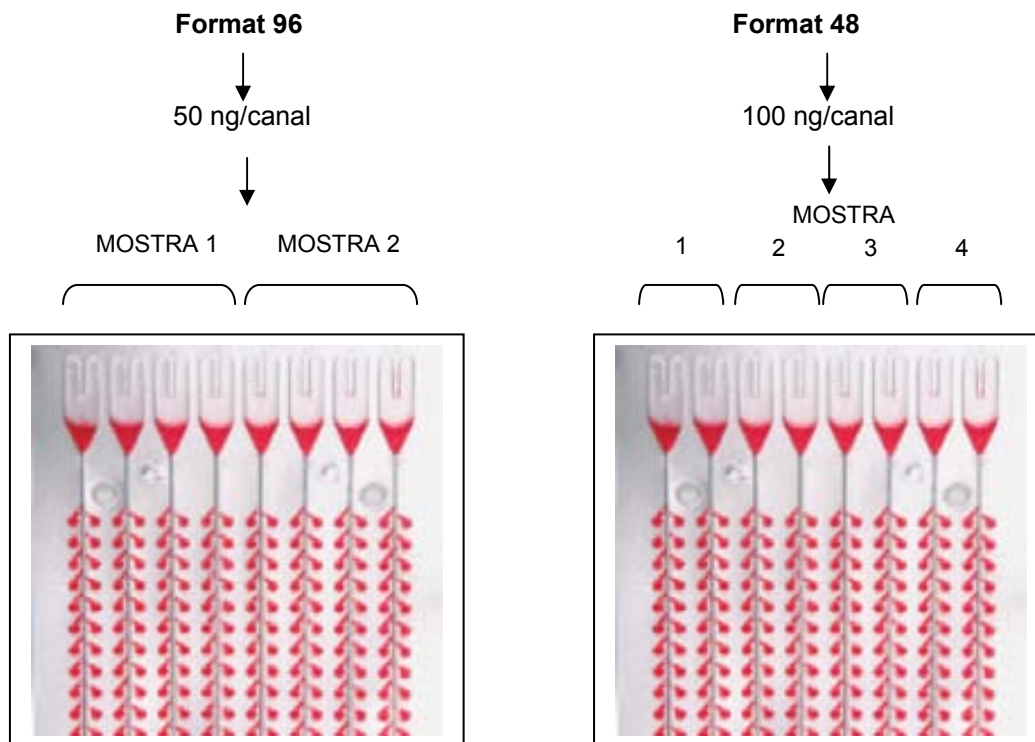 Format 96
50 ng/canal
MOSTRA 1 MOSTRA 2
Format 48
100 ng/canal
MOSTRA
1 2 3 4